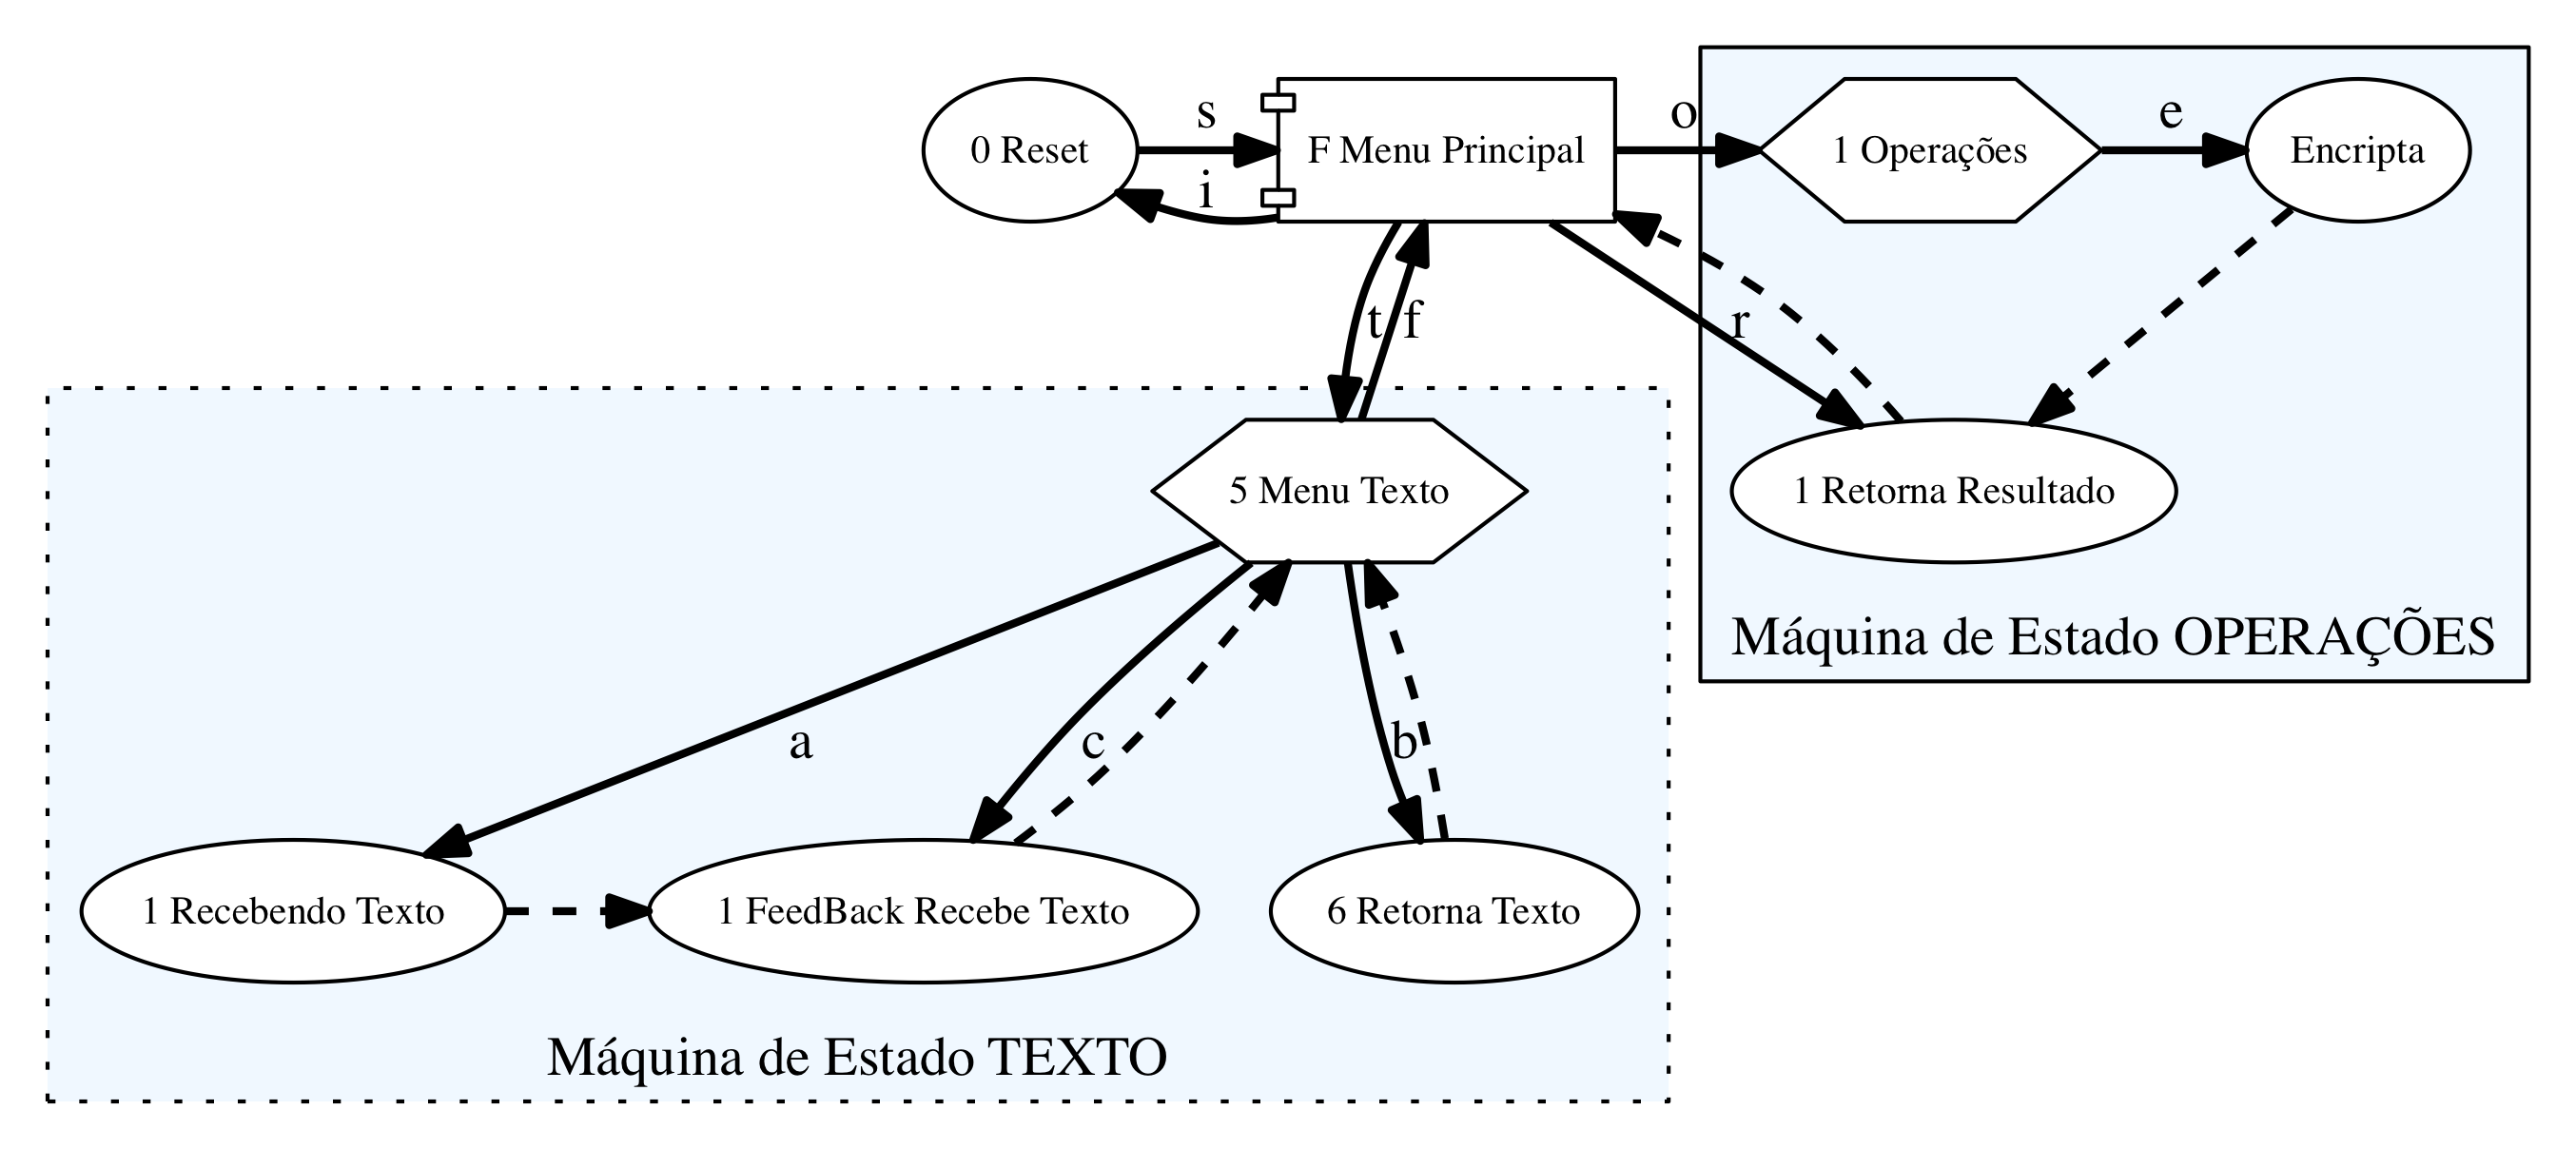 0 Reset
s
i
F Menu Principal
o
1 Operações
e
Encripta
t
f
r
5 Menu Texto
1 Retorna Resultado
Máquina de Estado OPERAÇÕES
a
c
b
1 Recebendo Texto
1 FeedBack Recebe Texto
6 Retorna Texto
Máquina de Estado TEXTO